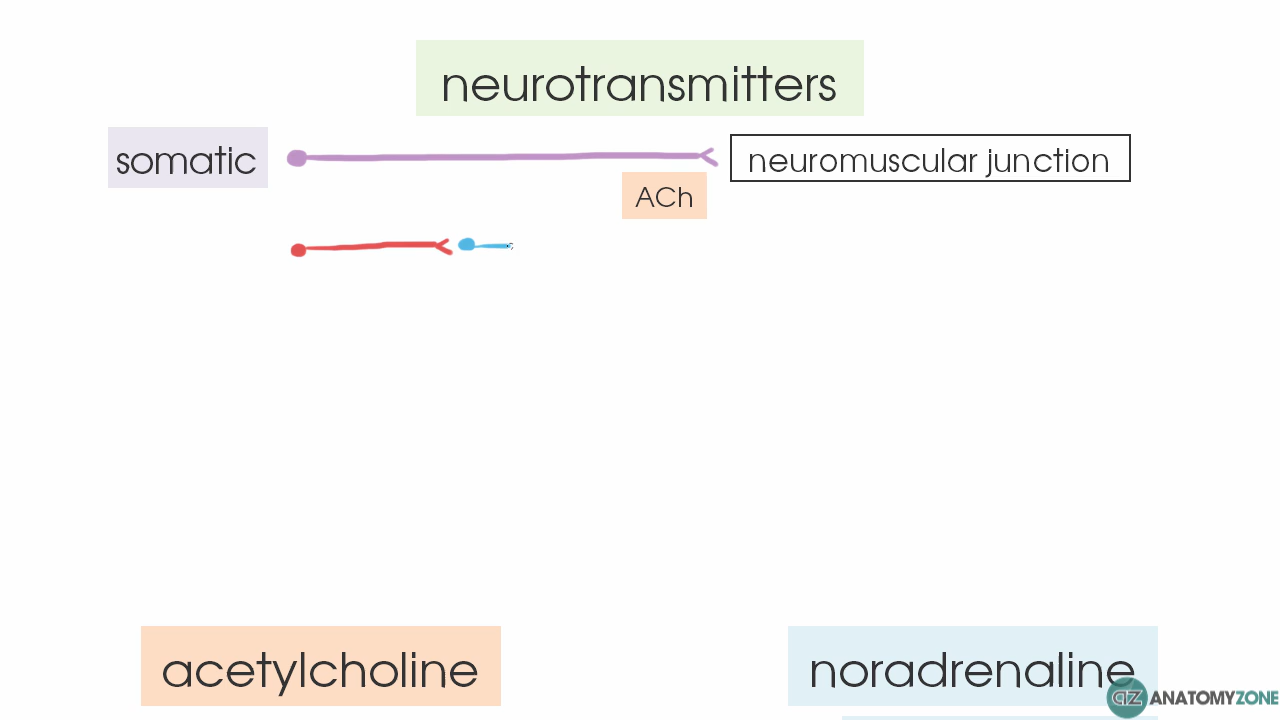 neurotransmitters
somatic
neuromuscular junction
ACh
acetylcholine
noradrenaline
AZ ANATOMYZONE